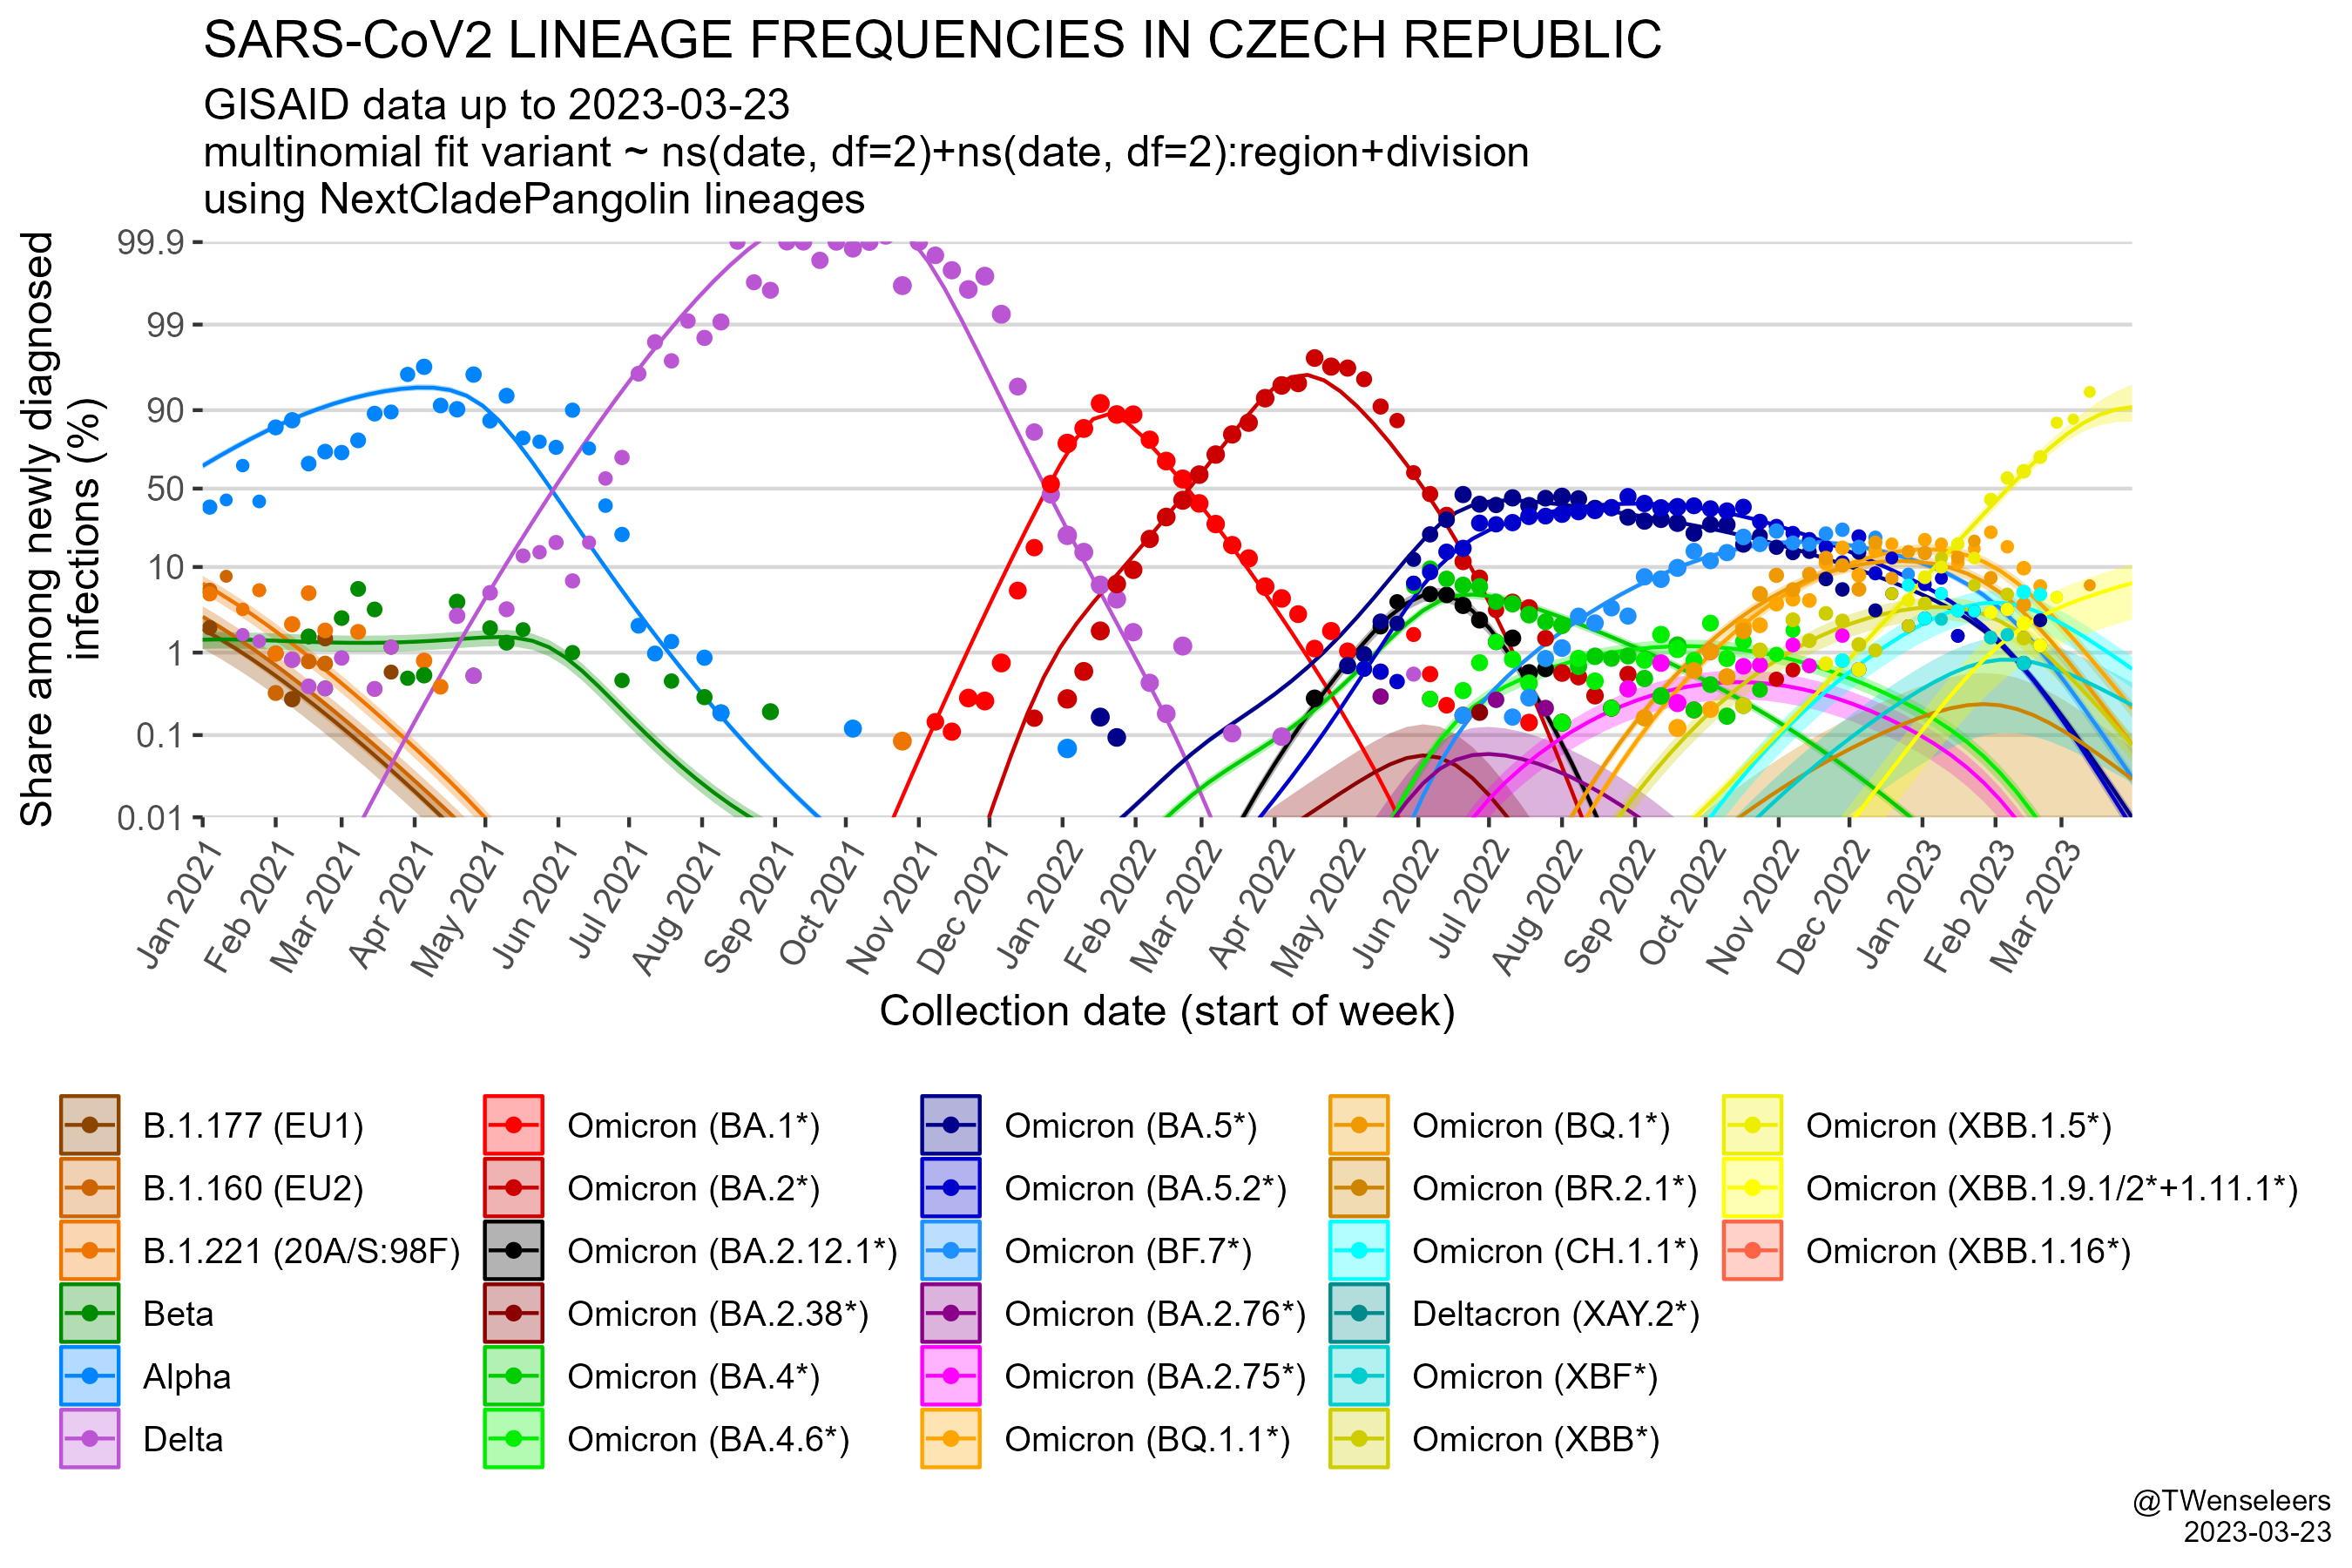 SARS-CoV2 LINEAGE FREQUENCIES IN CZECH REPUBLIC
GISAID data up to 2023-03-23
multinomial fit variant ~ ns(date, df=2)+ns(date, df=2):region+division
using NextCladePangolin lineages
Share among newly diagnosed
infections (%)
99.9
99
90
50
10
1
0.1
0.01
Jan 2021
Feb 2021
Mar 2021
Apr 2021
May 2021
Jun 2021
Jul 2021
Aug 2021
Sep 2021
Oct 2021
Nov 2021
Dec 2021
Jan 2022
Feb 2022
Mar 2022
Apr 2022
May 2022
Jun 2022
Jul 2022
Aug 2022
Sep 2022
Oct 2022
Nov 2022
Dec 2022
Jan 2023
Feb 2023
Mar 2023
Collection date (start of week)
B.1.177 (EU1)
B.1.160 (EU2)
B.1.221 (20A/S:98F)
Beta
Alpha
Delta
Omicron (BA.1*)
Omicron (BA.2*)
Omicron (BA.2.12.1*)
Omicron (BA.2.38*)
Omicron (BA.4*)
Omicron (BA.4.6*)
Omicron (BA.5*)
Omicron (BA.5.2*)
Omicron (BF.7*)
Omicron (BA.2.76*)
Omicron (BA.2.75*)
Omicron (BQ.1.1*)
Omicron (BQ.1*)
Omicron (BR.2.1*)
Omicron (CH.1.1*)
Deltacron (XAY.2*)
Omicron (XBF*)
Omicron (XBB*)
Omicron (XBB.1.5*)
Omicron (XBB.1.9.1/2*+1.11.1*)
Omicron (XBB.1.16*)
@TWenseleers
2023-03-23